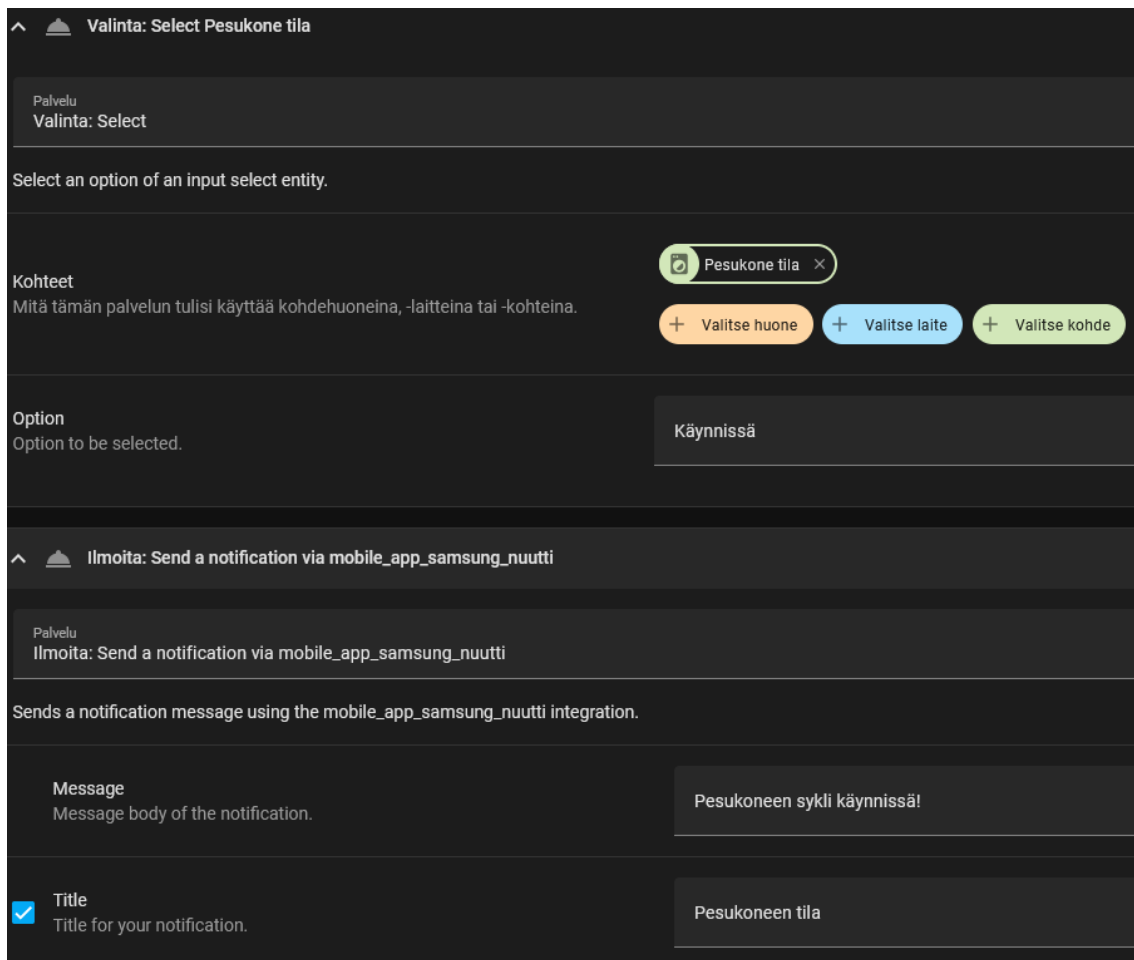 Valinta: Select Pesukone tila
Palvelu
Valinta: Select
Select an option of an input select entity.
Kohteet
Mitä tämän palvelun tulisi käyttää kohdehuoneina, -laitteina tai -kohteina.
Pesukone tila
Valitse huone
Valitse laite
Valitse kohde
Option
Option to be selected.
Käynnissä
Ilmoita: Send a notification via mobile_app_samsung_nuutti
Palvelu
Ilmoita: Send a notification via mobile_app_samsung_nuutti
Sends a notification message using the mobile_app_samsung_nuutti integration.
Message
Message body of the notification.
Pesukoneen sykli käynnissä!
Title
Title for your notification.
Pesukoneen tila